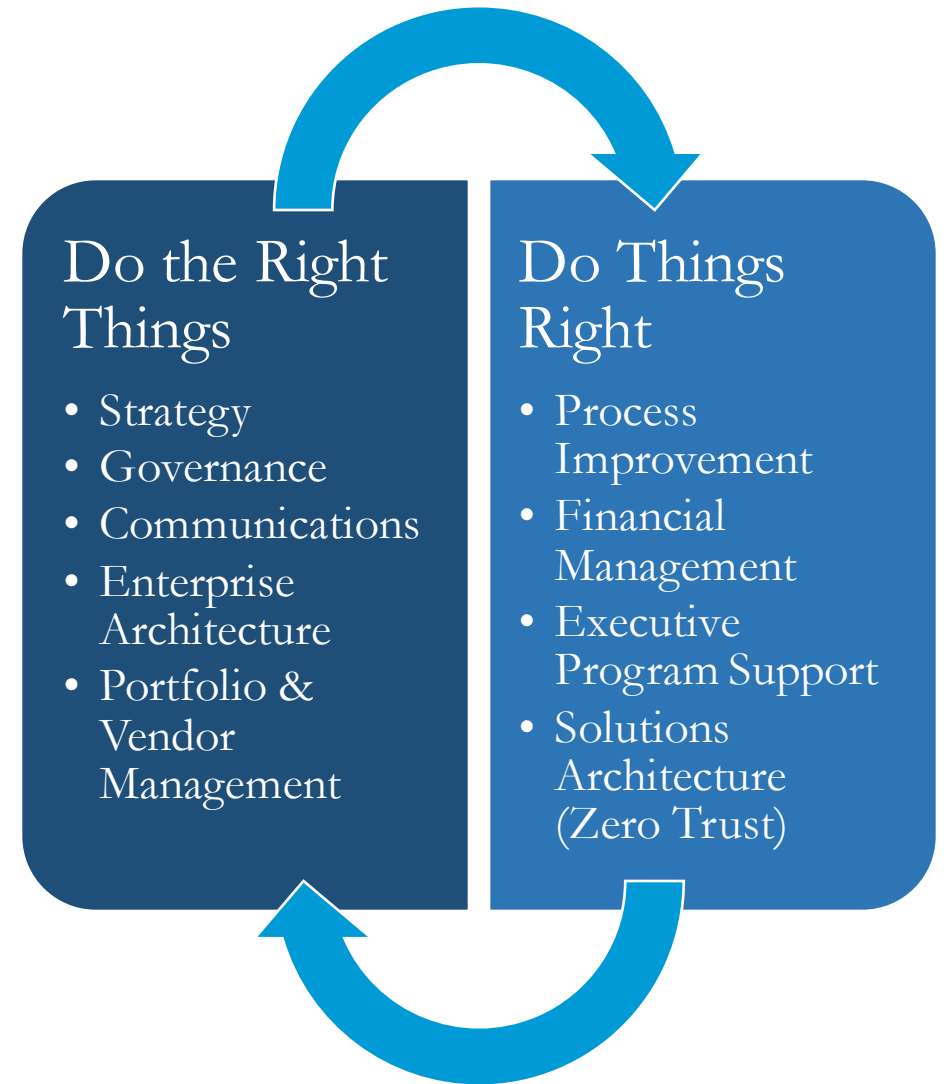 Do the Right
Things
• Strategy
• Governance
• Communications
• Enterprise
Architecture
• Portfolio &
Vendor
Management
Do Things
Right
• Process
Improvement
• Financial
Management
• Executive
Program Support
• Solutions
Architecture
(Zero Trust)